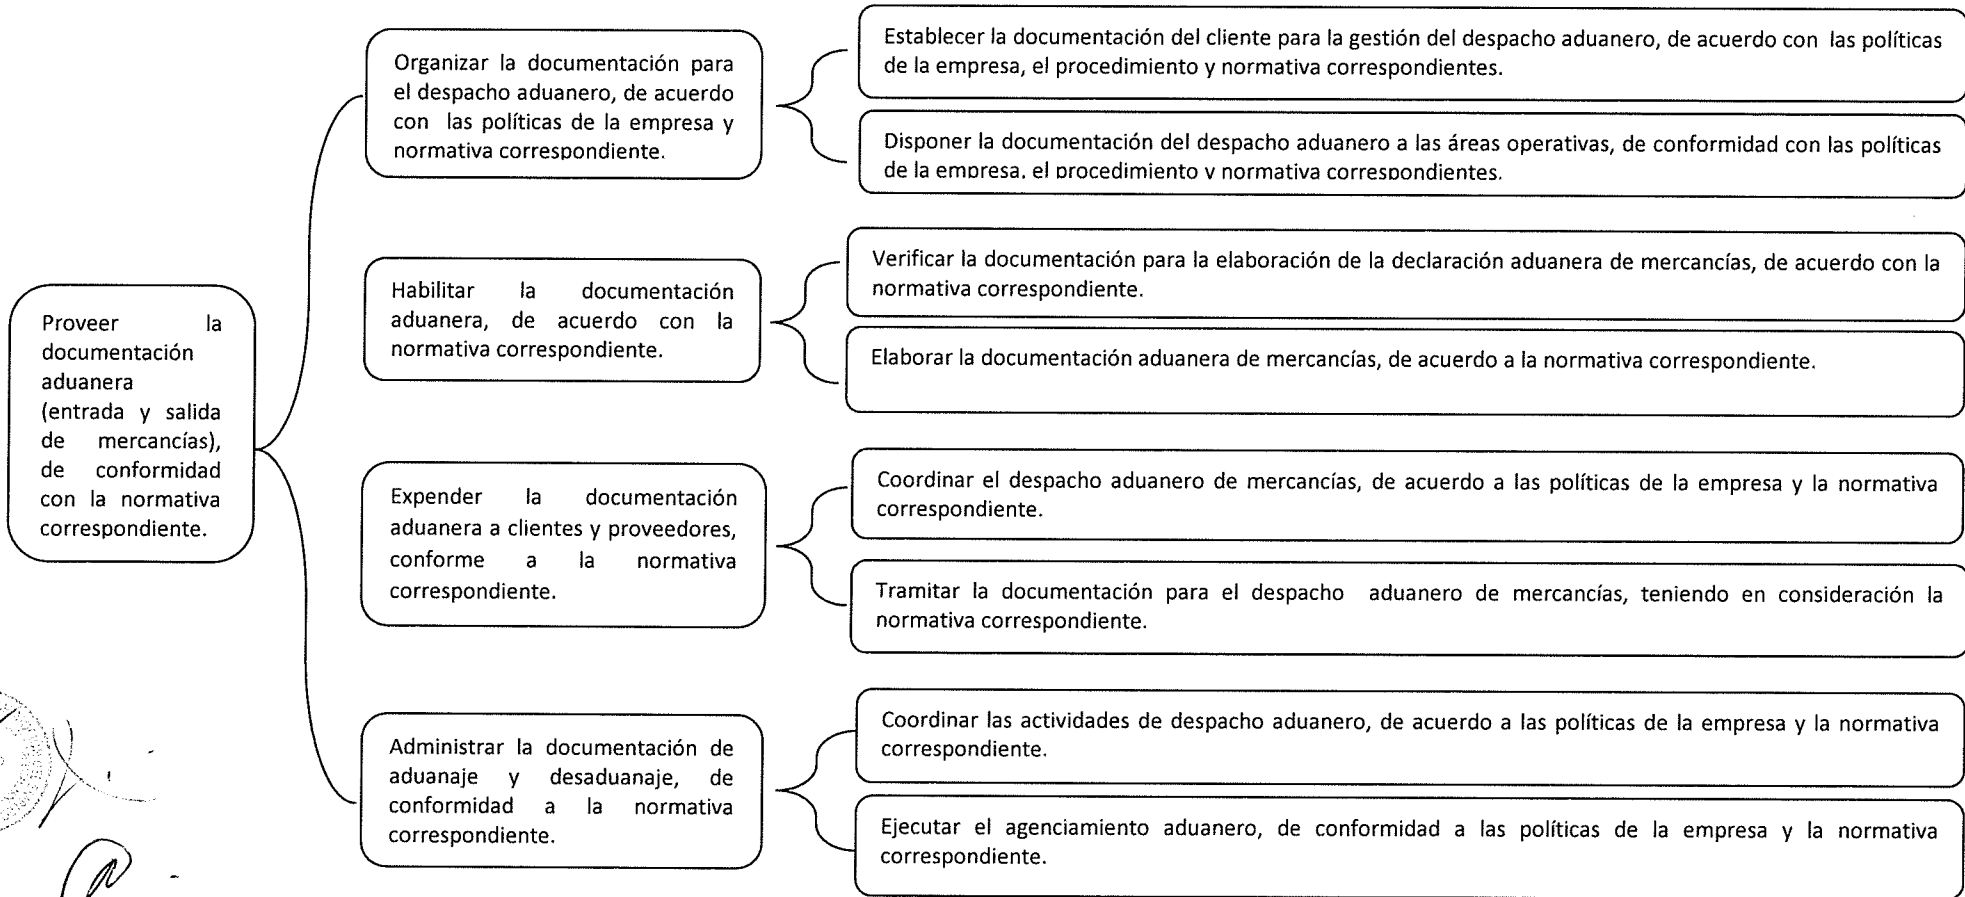 Proveer la
documentación
aduanera
(entrada y salida
de mercancías),
de conformidad
con la normativa
correspondiente.
Organizar la documentación para
el despacho aduanero, de acuerdo
con las políticas de la empresa y
normativa correspondiente.
Establecer la documentación del cliente para la gestión del despacho aduanero, de acuerdo con las políticas
de la empresa, el procedimiento y normativa correspondientes.
Disponer la documentación del despacho aduanero a las áreas operativas, de conformidad con las políticas
de la empresa, el procedimiento y normativa correspondientes.
Habilitar la documentación
aduanera, de acuerdo con la
normativa correspondiente.
Verificar la documentación para la elaboración de la declaración aduanera de mercancías, de acuerdo con la
normativa correspondiente.
Elaborar la documentación aduanera de mercancías, de acuerdo a la normativa correspondiente.
Expender la documentación
aduanera a clientes y proveedores,
conforme a la normativa
correspondiente.
Coordinar el despacho aduanero de mercancías, de acuerdo a las políticas de la empresa y la normativa
correspondiente.
Tramitar la documentación para el despacho aduanero de mercancías, teniendo en consideración la
normativa correspondiente.
Administrar la documentación de
aduanaje y desaduanaje, de
conformidad a la normativa
correspondiente.
Coordinar las actividades de despacho aduanero, de acuerdo a las políticas de la empresa y la normativa
correspondiente.
Ejecutar el agenciamiento aduanero, de conformidad a las políticas de la empresa y la normativa
correspondiente.